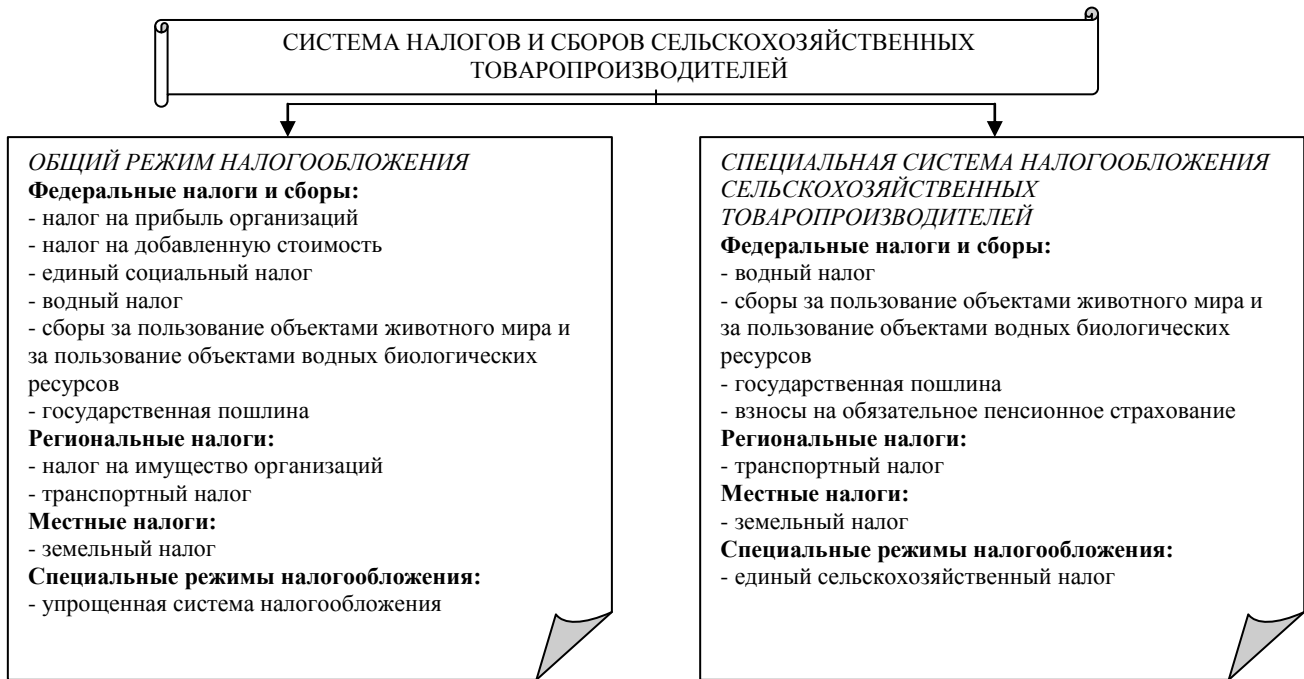 СИСТЕМА НАЛОГОВ И СБОРОВ СЕЛЬСКОХОЗЯЙСТВЕННЫХ
ТОВАРОПРОИЗВОДИТЕЛЕЙ
ОБЩИЙ РЕЖИМ НАЛОГООБЛОЖЕНИЯ
Федеральные налоги и сборы:
- налог на прибыль организаций
- налог на добавленную стоимость
- единый социальный налог
- водный налог
- сборы за пользование объектами животного мира и
за пользование объектами водных биологических
ресурсов
- государственная пошлина
Региональные налоги:
- налог на имущество организаций
- транспортный налог
Местные налоги:
- земельный налог
Специальные режимы налогообложения:
- упрощенная система налогообложения
СПЕЦИАЛЬНАЯ СИСТЕМА НАЛОГООБЛОЖЕНИЯ
СЕЛЬСКОХОЗЯЙСТВЕННЫХ
ТОВАРОПРОИЗВОДИТЕЛЕЙ
Федеральные налоги и сборы:
- водный налог
- сборы за пользование объектами животного мира и
за пользование объектами водных биологических
ресурсов
- государственная пошлина
- взносы на обязательное пенсионное страхование
Региональные налоги:
- транспортный налог
Местные налоги:
- земельный налог
Специальные режимы налогообложения:
- единый сельскохозяйственный налог